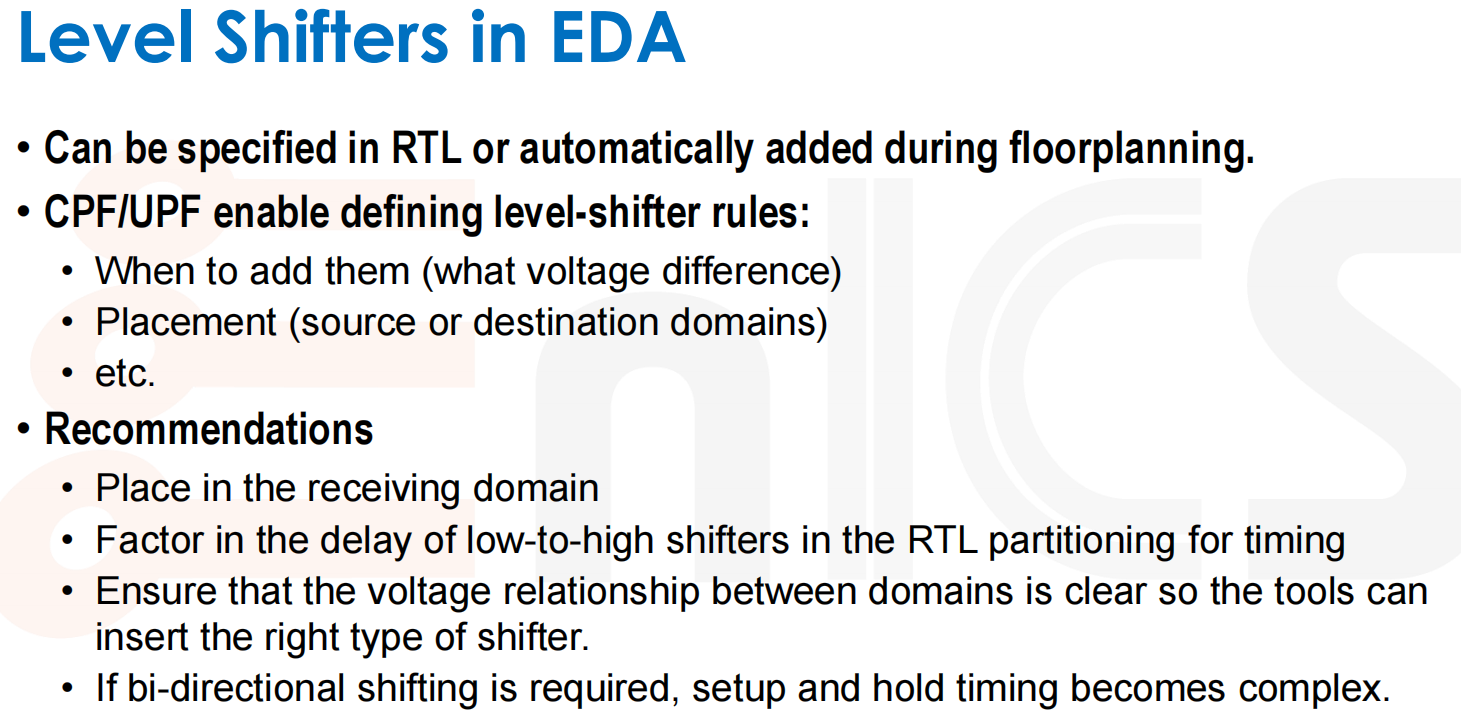 Level Shifters in EDA
• Can be specified in RTL or automatically added during floorplanning.
• CPF/UPF enable defining level-shifter rules:
• When to add them (what voltage difference)
• Placement (source or destination domains)
• etc.
• Recommendations
• Place in the receiving domain
• Factor in the delay of low-to-high shifters in the RTL partitioning for timing
• Ensure that the voltage relationship between domains is clear so the tools can
insert the right type of shifter.
• If bi-directional shifting is required, setup and hold timing becomes complex.
EnICS